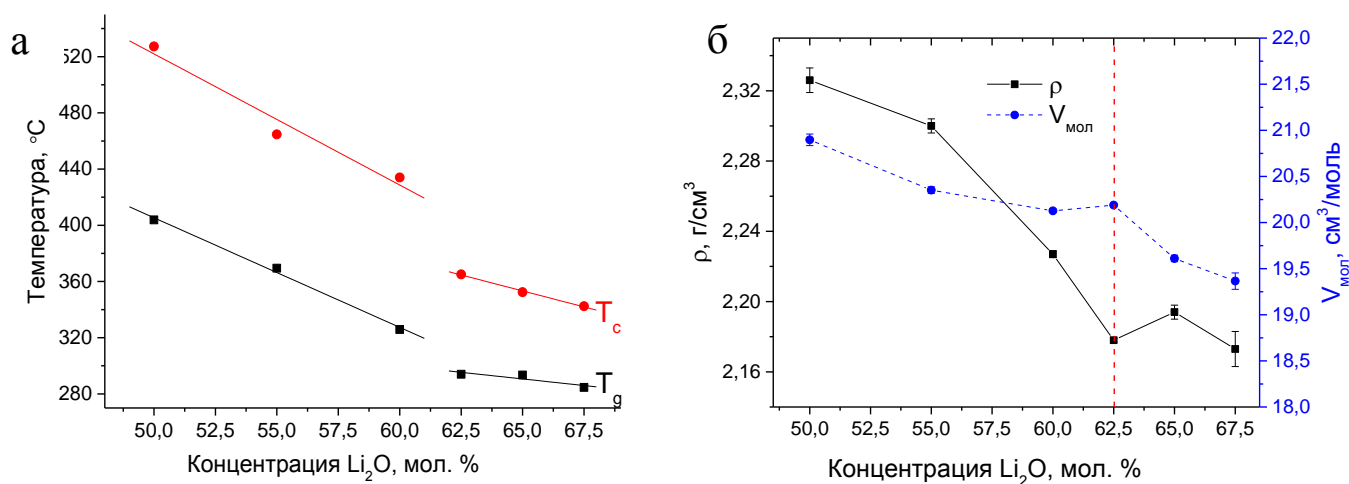 а
Температура, °C
520
480
440
400
360
320
280
T_c
T_g
50,0 52,5 55,0 57,5 60,0 62,5 65,0 67,5
Концентрация Li₂O, мол. %
б
ρ, г/см³
2,32
2,28
2,24
2,20
2,16
ρ
V_мол
22,0
21,5
21,0
20,5
20,0
19,5
19,0
18,5
18,0
V_мол, см³/моль
50,0 52,5 55,0 57,5 60,0 62,5 65,0 67,5
Концентрация Li₂O, мол. %